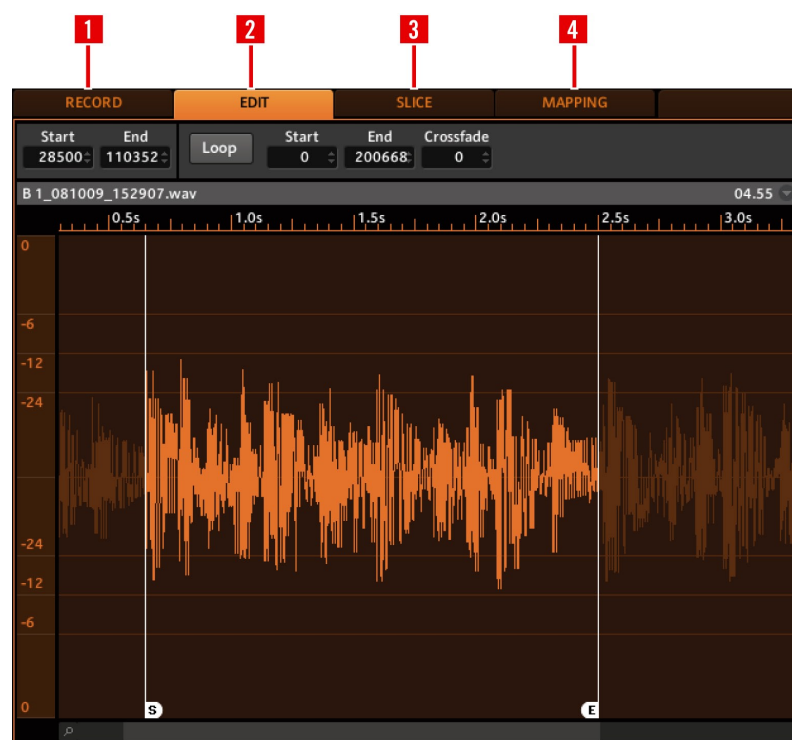 1 2 3 4
RECORD EDIT SLICE MAPPING
Start End Loop Start End Crossfade
28500 110352 0 200668 0
B 1_081009_152907.wav 04.55
0.5s 1.0s 1.5s 2.0s 2.5s 3.0s
0
-6
-12
-24
-24
-12
-6
0
S E